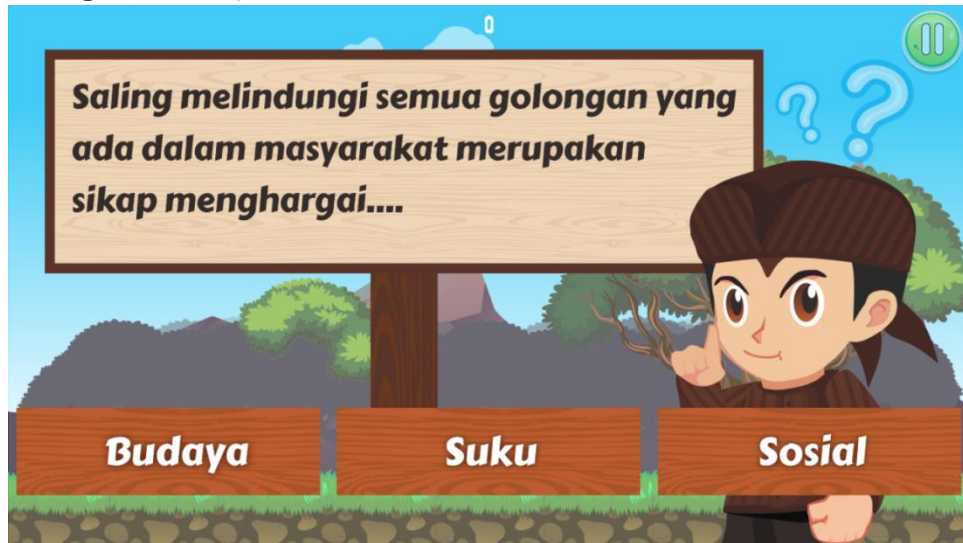 0
Saling melindungi semua golongan yang
ada dalam masyarakat merupakan
sikap menghargai....
Budaya
Suku
Sosial